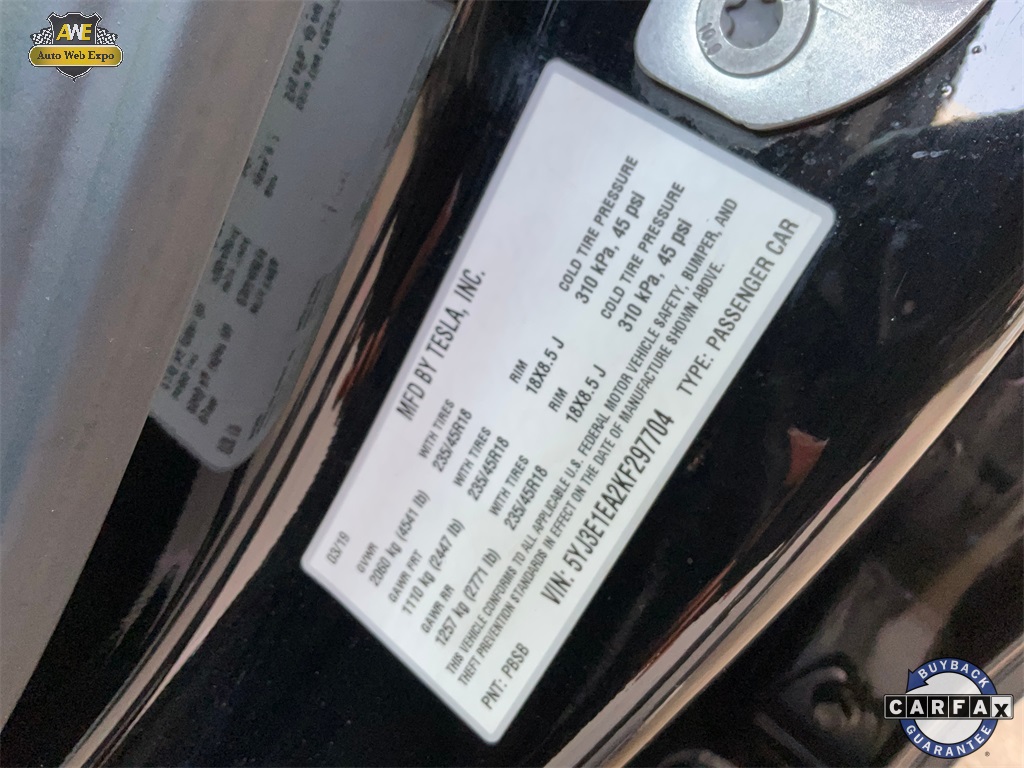 AWE
Auto Web Expo
10.9
MFD BY TESLA, INC.
03/19
GVWR
2060 kg (4541 lb)
WITH TIRES
235/45R18
RIM
18X8.5 J
COLD TIRE PRESSURE
310 kPa, 45 psi
GAWR FRT
1110 kg (2447 lb)
WITH TIRES
235/45R18
RIM
18X8.5 J
COLD TIRE PRESSURE
310 kPa, 45 psi
GAWR RR
1257 kg (2771 lb)
WITH TIRES
235/45R18
THIS VEHICLE CONFORMS TO ALL APPLICABLE U.S. FEDERAL MOTOR VEHICLE SAFETY, BUMPER, AND
THEFT PREVENTION STANDARDS IN EFFECT ON THE DATE OF MANUFACTURE SHOWN ABOVE.
VIN: 5YJ3E1EA2KF297704 TYPE: PASSENGER CAR
PNT: PBSB
BUYBACK
CARFAX
GUARANTEE